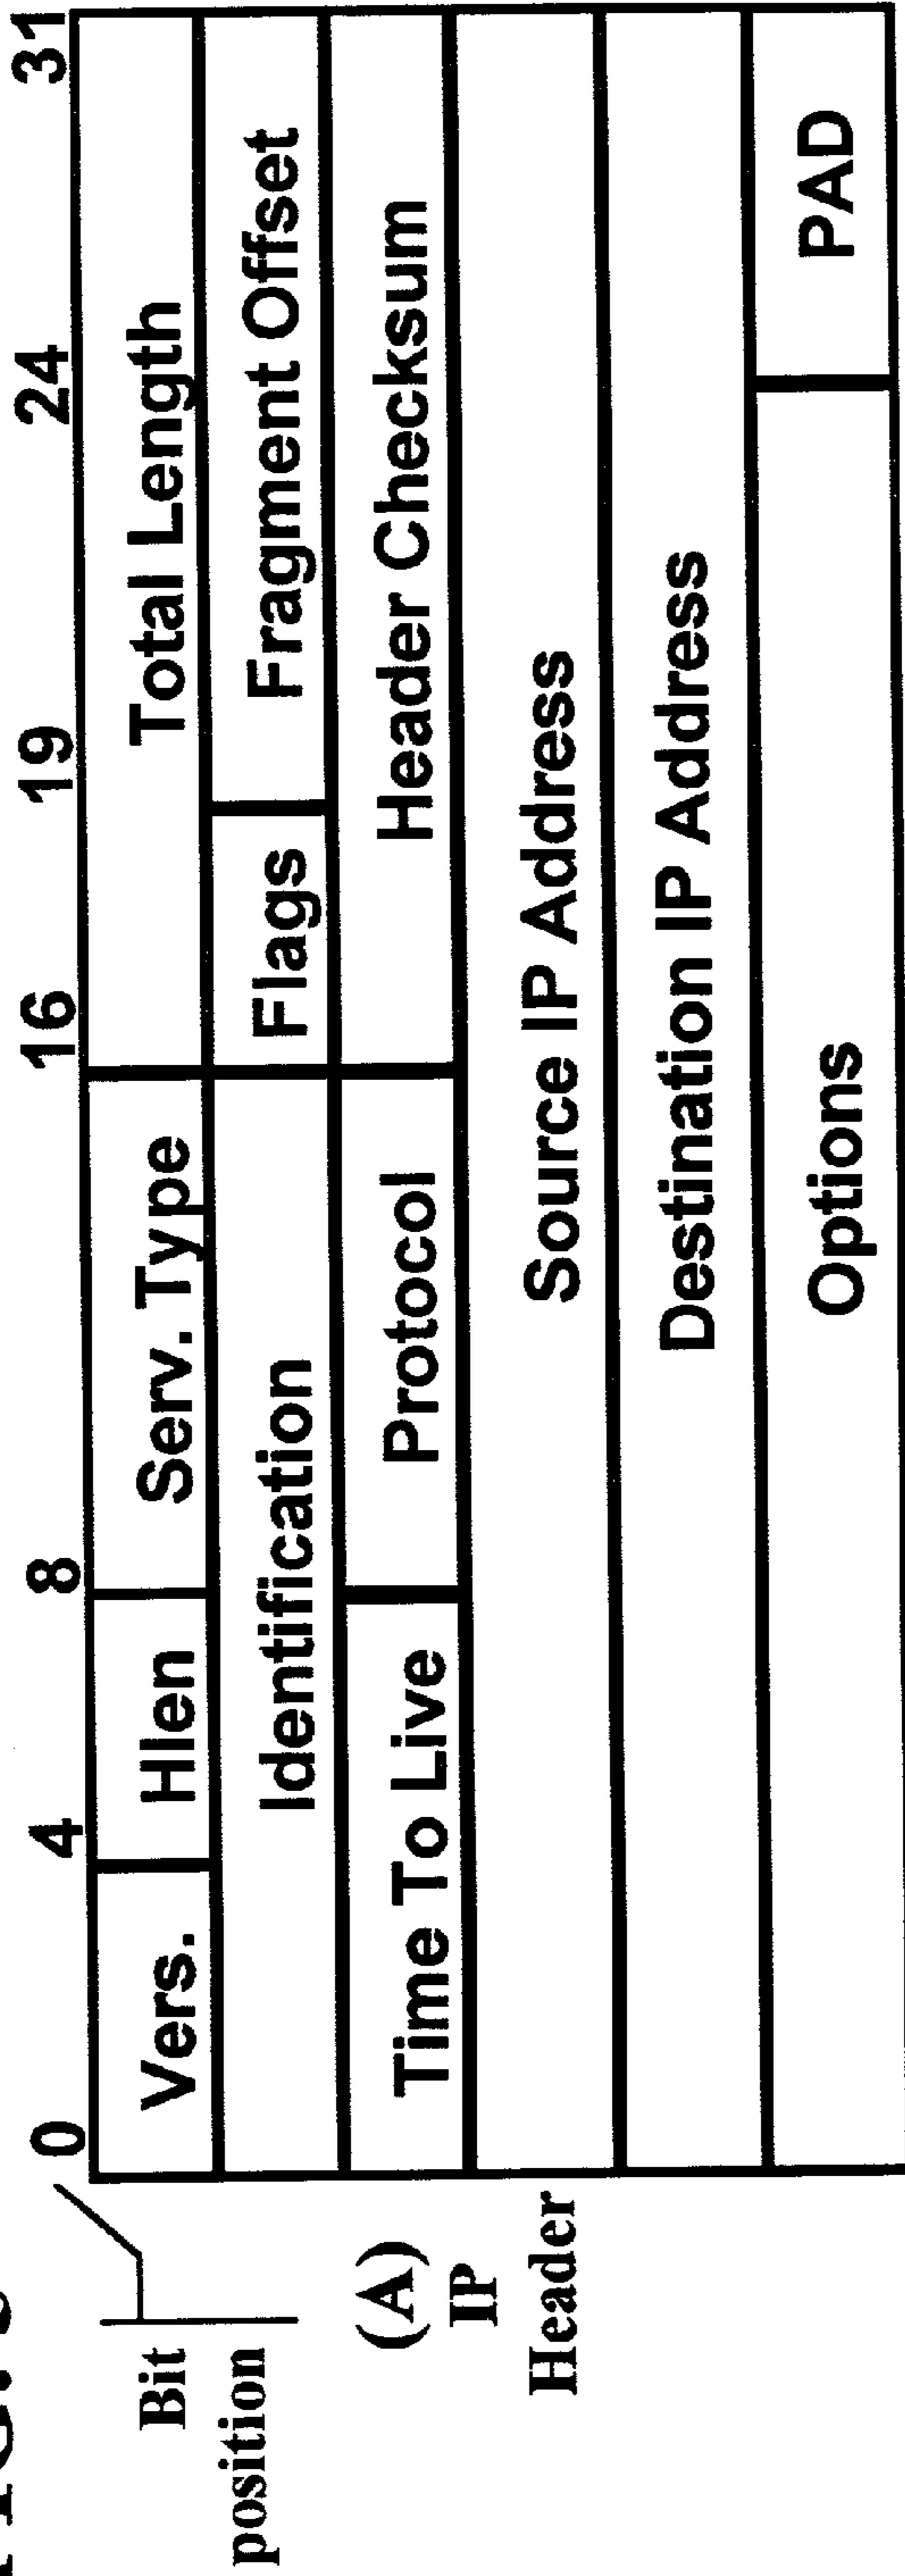 0 4 8 16 19 24 31
Bit
position
Vers. Hlen Serv. Type Total Length
Identification Flags Fragment Offset
(A)
IP
Header
Time To Live Protocol Header Checksum
Source IP Address
Destination IP Address
Options PAD